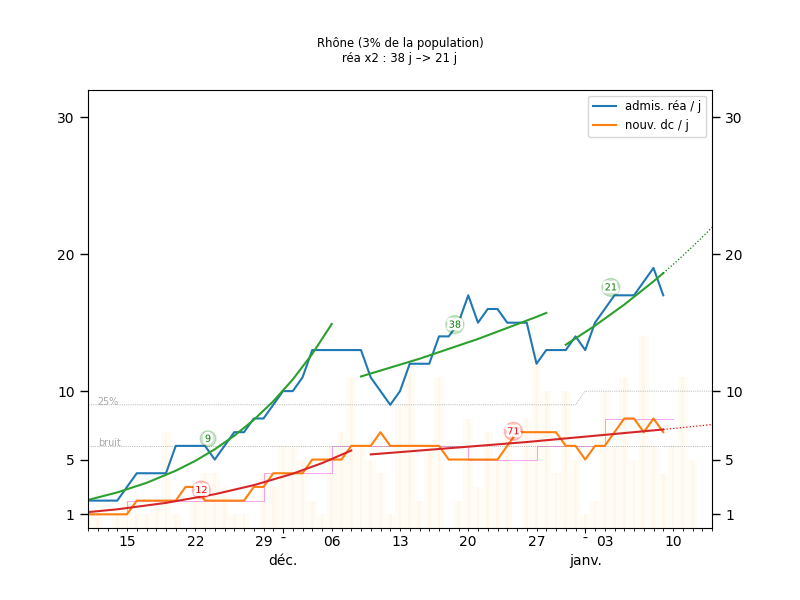 Rhône (3% de la population)
réa x2 : 38 j –> 21 j
admis. réa / j
nouv. dc / j
30 30
20 20
10 10
5 5
1 1
25%
bruit
9
12
38
71
21
15 22 29 - 06 13 20 27 - 03 10
déc. janv.